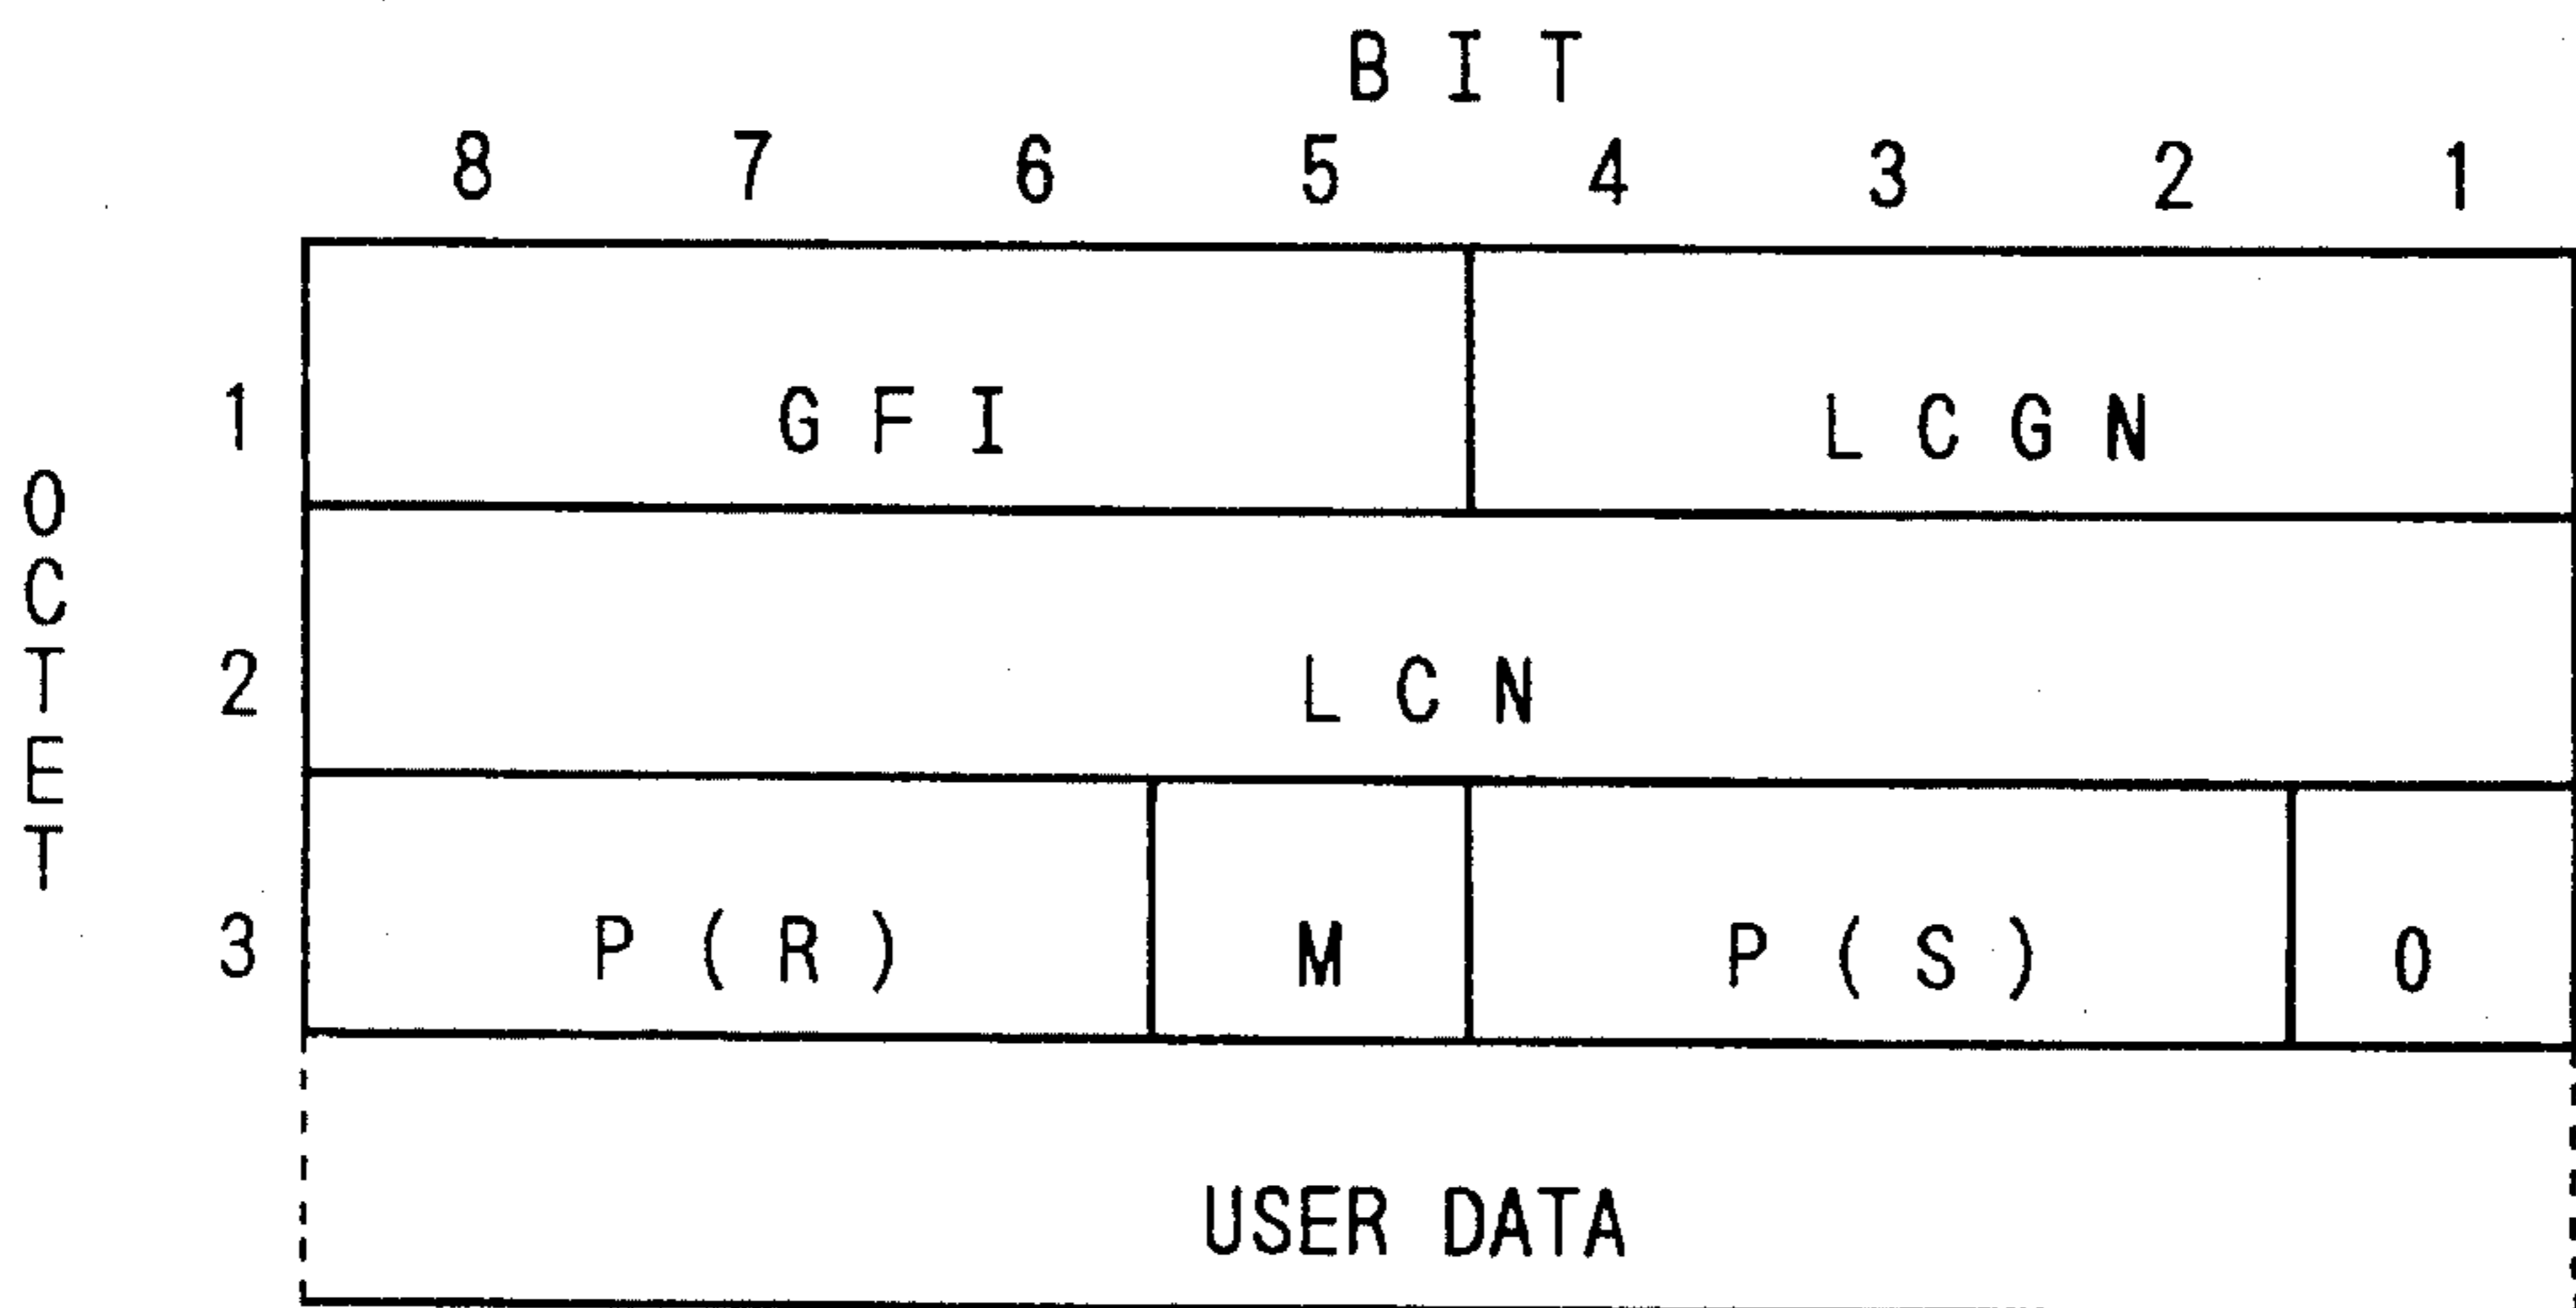 BIT
8 7 6 5 4 3 2 1
OCTET
1 GFI LCGN
2 LCN
3 P(R) M P(S) 0
USER DATA